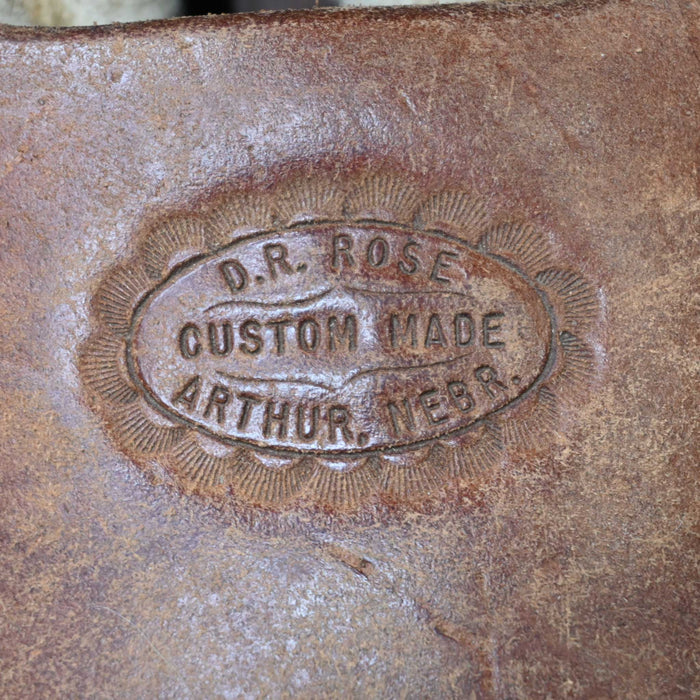 D.R. ROSE
CUSTOM MADE
ARTHUR, NEBR.